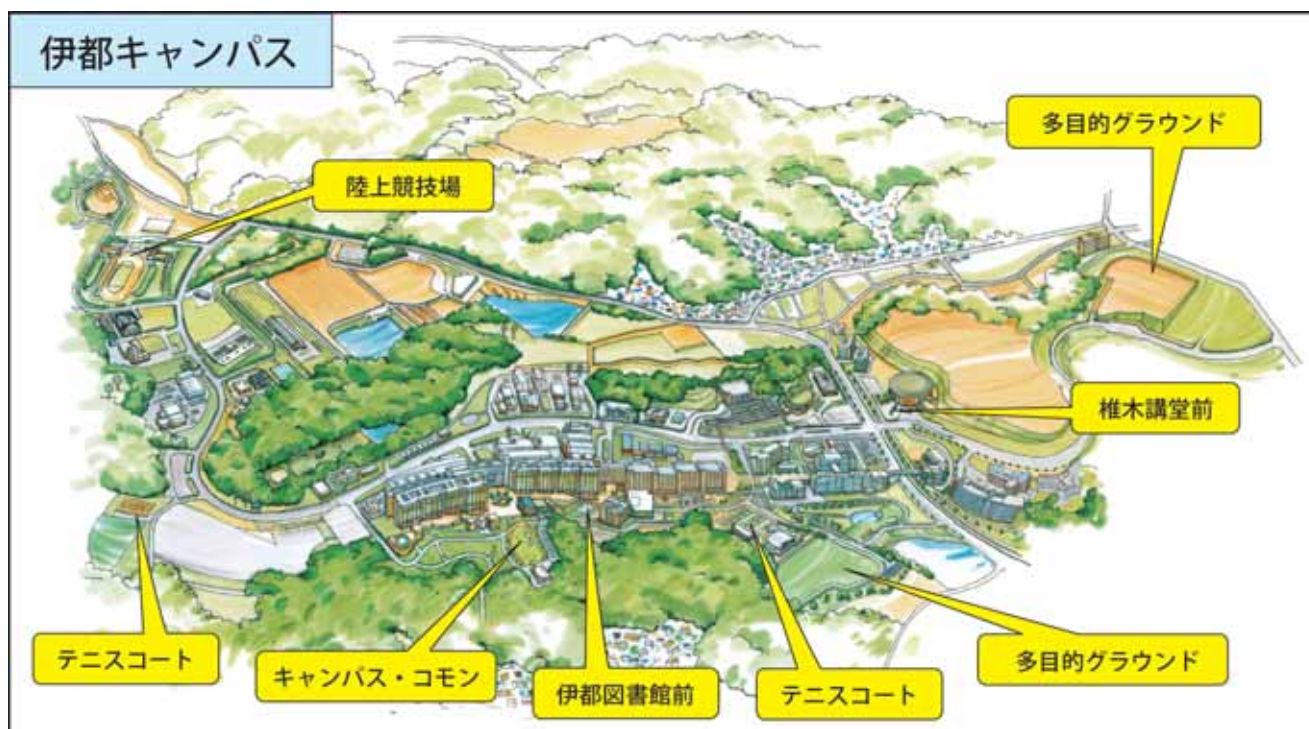 伊都キャンパス
多目的グラウンド
陸上競技場
椎木講堂前
テニスコート
キャンパス・コモン
伊都図書館前
テニスコート
多目的グラウンド